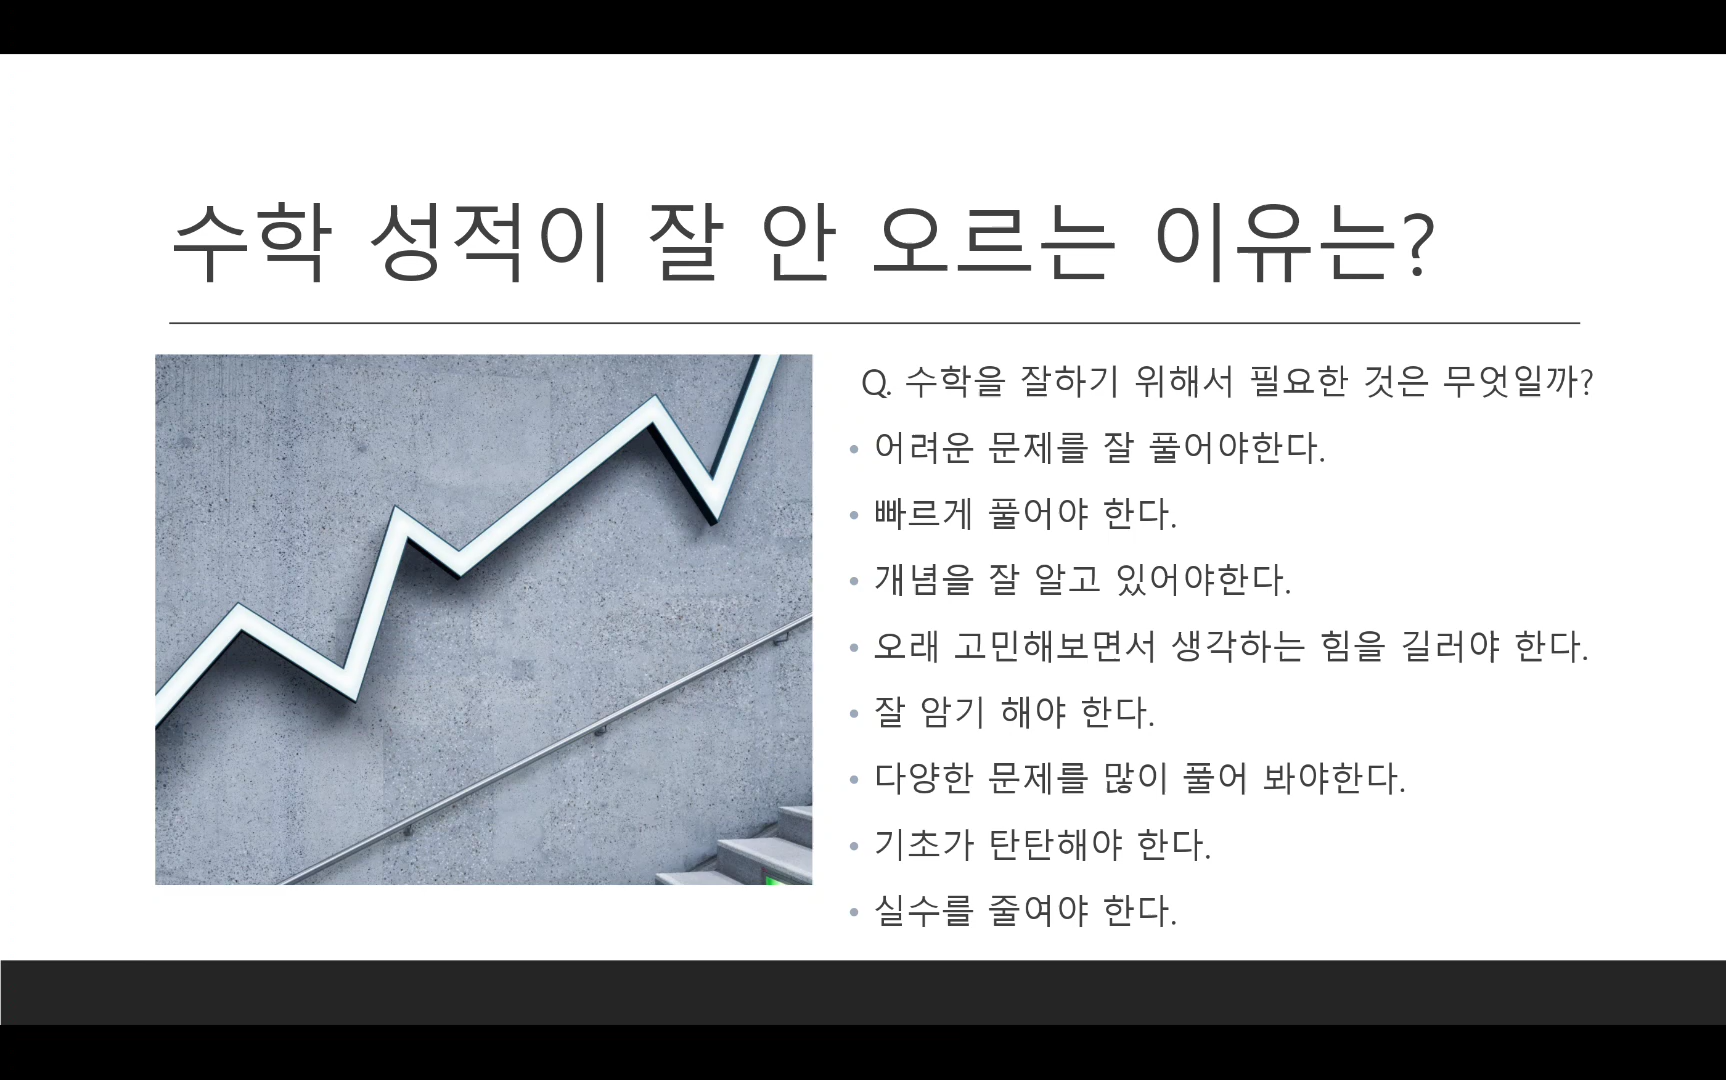 수학 성적이 잘 안 오르는 이유는?
Q. 수학을 잘하기 위해서 필요한 것은 무엇일까?
• 어려운 문제를 잘 풀어야한다.
• 빠르게 풀어야 한다.
• 개념을 잘 알고 있어야한다.
• 오래 고민해보면서 생각하는 힘을 길러야 한다.
• 잘 암기 해야 한다.
• 다양한 문제를 많이 풀어 봐야한다.
• 기초가 탄탄해야 한다.
• 실수를 줄여야 한다.